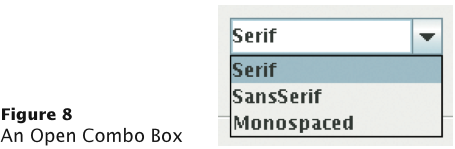 Serif
Serif
SansSerif
Monospaced
Figure 8
An Open Combo Box